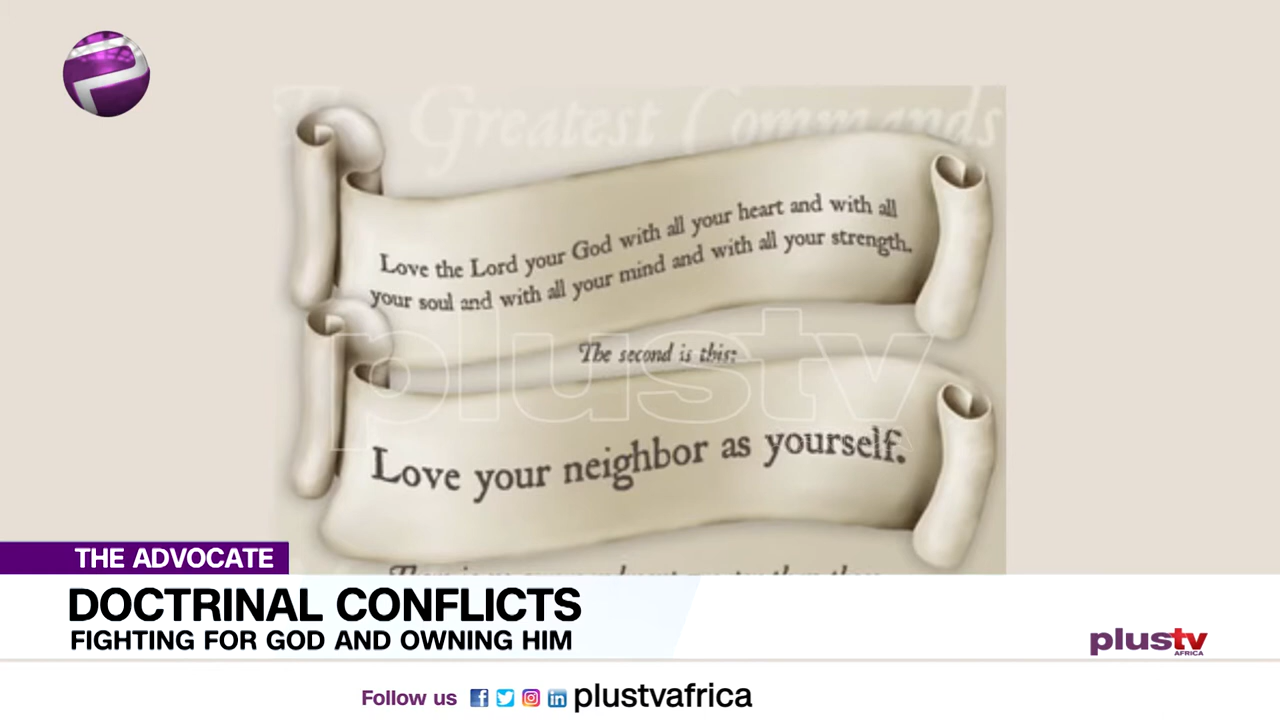 The Greatest Commands
Love the Lord your God with all your heart and with all
your soul and with all your mind and with all your strength.
The second is this:
plustv
Love your neighbor as yourself.
THE ADVOCATE
DOCTRINAL CONFLICTS
FIGHTING FOR GOD AND OWNING HIM
plustv
AFRICA
Follow us plustvafrica